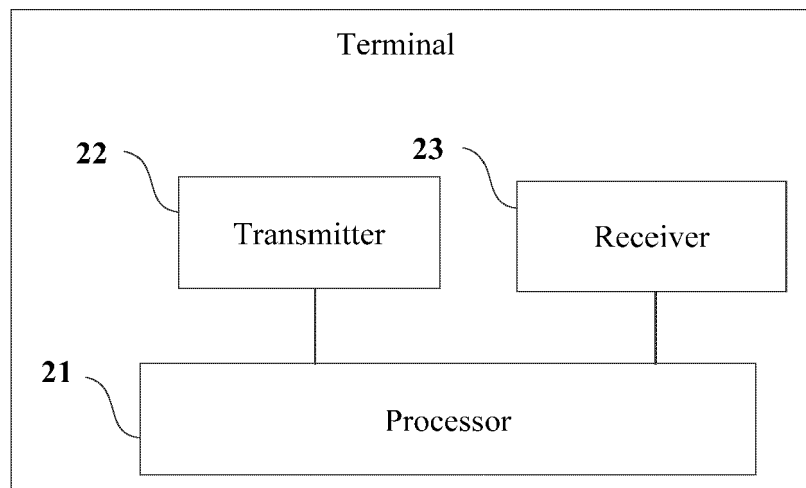 Terminal
22
23
Transmitter
Receiver
21
Processor